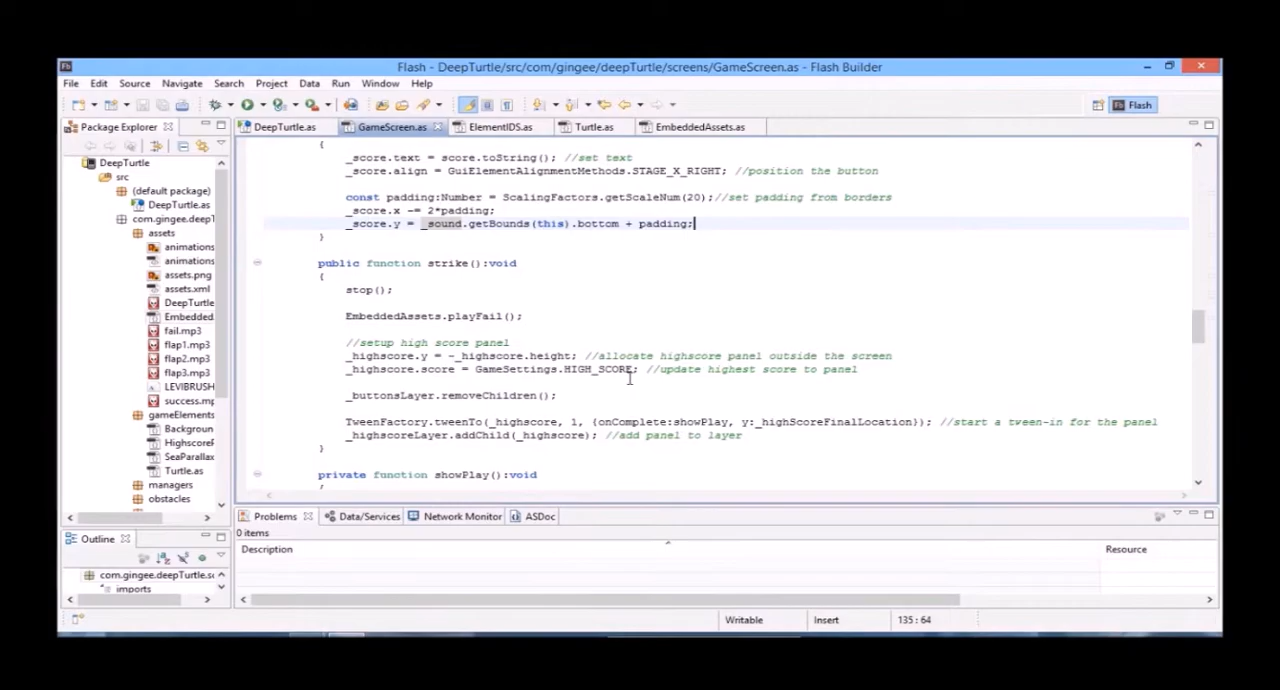 Flash - DeepTurtle/src/com/gingee/deepTurtle/screens/GameScreen.as - Flash Builder
File Edit Source Navigate Search Project Data Run Window Help
Flash
Package Explorer
DeepTurtle
src
(default package)
DeepTurtle.as
com.gingee.deepT
assets
animations
animations
assets.png
assets.xml
DeepTurtle
Embedded
fail.mp3
flap1.mp3
flap2.mp3
flap3.mp3
LEVIBRUSH
success.mp
gameElements
Backgroun
HighscoreP
SeaParallax
Turtle.as
managers
obstacles
Outline
com.gingee.deepTurtle.s
imports
DeepTurtle.as GameScreen.as ElementIDS.as Turtle.as EmbeddedAssets.as
{
_score.text = score.toString(); //set text
_score.align = GuiElementAlignmentMethods.STAGE_X_RIGHT; //position the button
const padding:Number = ScalingFactors.getScaleNum(20);//set padding from borders
_score.x -= 2*padding;
_score.y = _sound.getBounds(this).bottom + padding;
}
public function strike():void
{
stop();
EmbeddedAssets.playFail();
//setup high score panel
_highscore.y = -_highscore.height; //allocate highscore panel outside the screen
_highscore.score = GameSettings.HIGH_SCORE; //update highest score to panel
_buttonsLayer.removeChildren();
TweenFactory.tweenTo(_highscore, 1, {onComplete:showPlay, y:_highScoreFinalLocation}); //start a tween-in for the panel
_highscoreLayer.addChild(_highscore); //add panel to layer
}
private function showPlay():void
Problems Data/Services Network Monitor ASDoc
0 items
Description Resource
Writable Insert 135 : 64